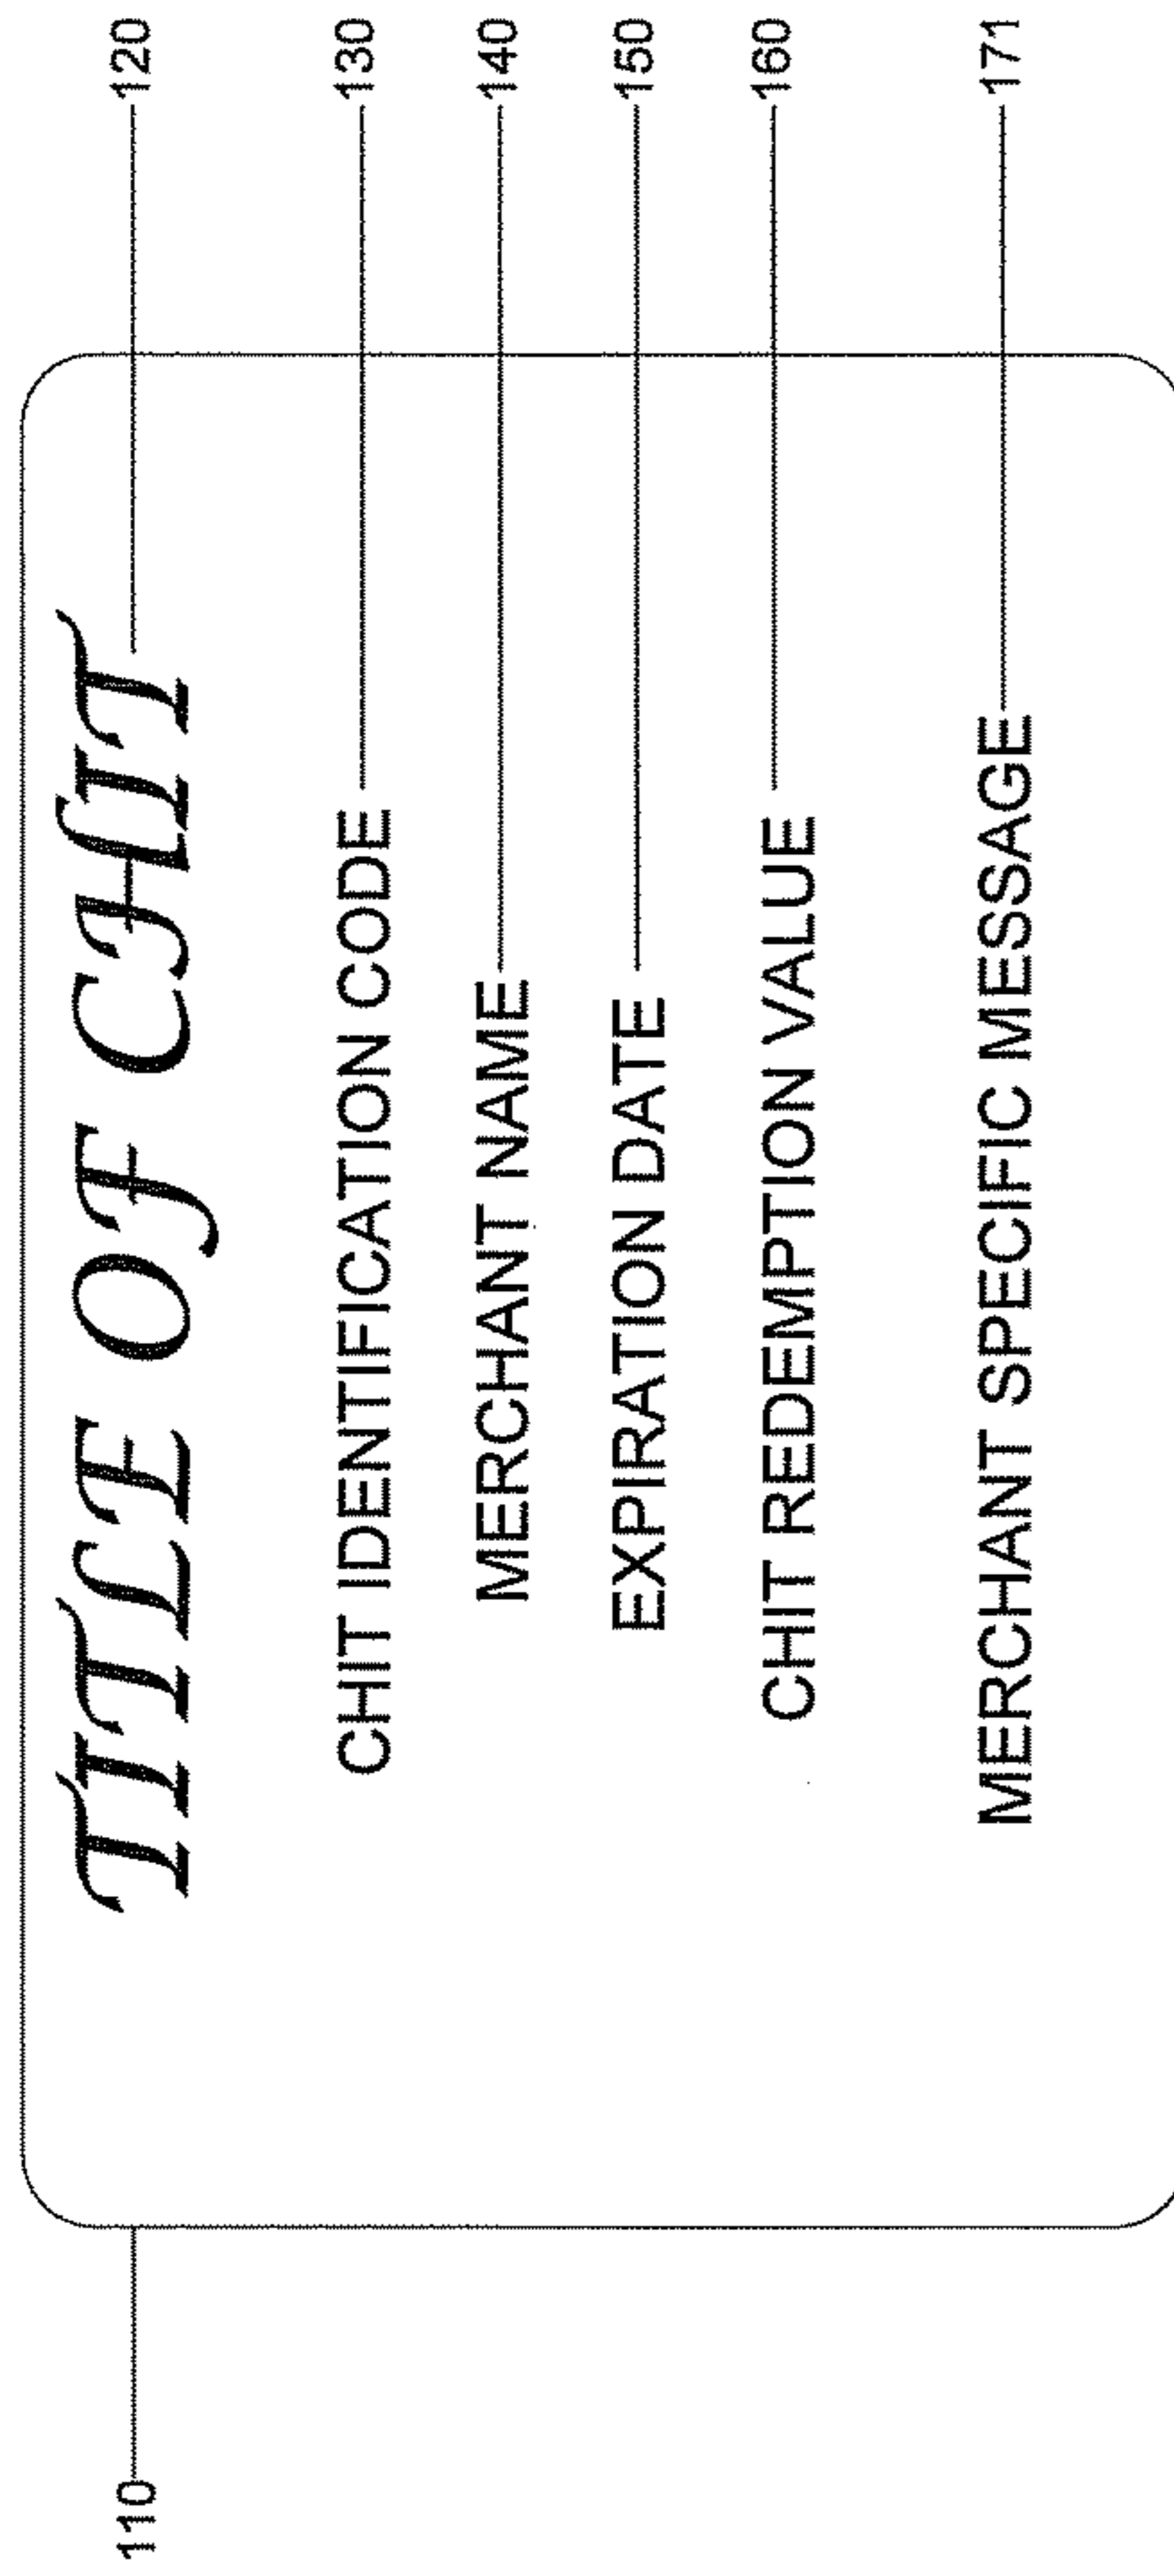 110
TITLE OF CHIT 120
CHIT IDENTIFICATION CODE 130
MERCHANT NAME 140
EXPIRATION DATE 150
CHIT REDEMPTION VALUE 160
MERCHANT SPECIFIC MESSAGE 171